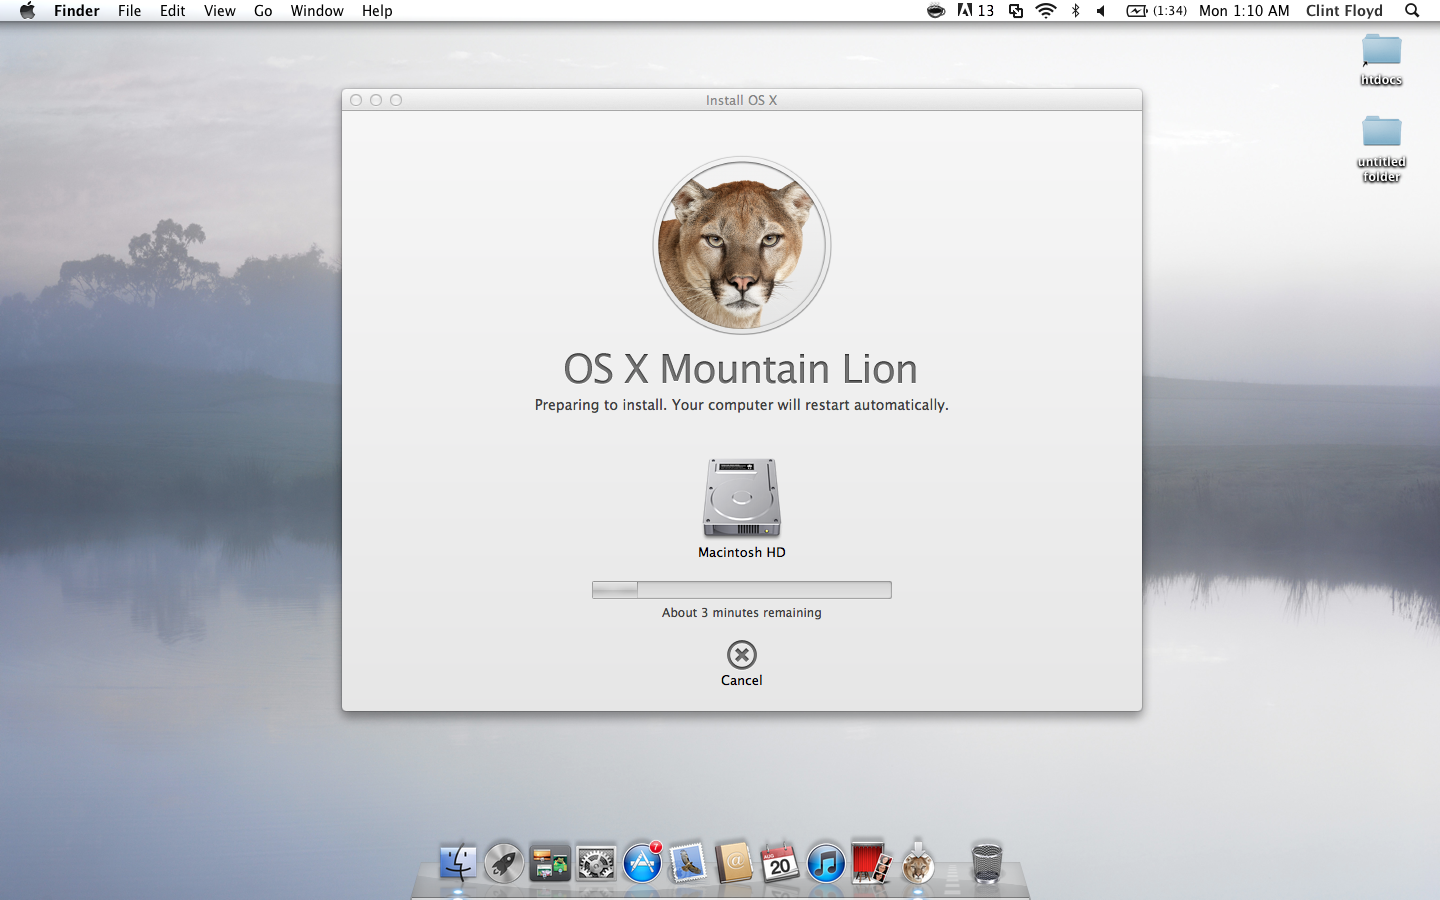 Finder File Edit View Go Window Help 13 (1:34) Mon 1:10 AM Clint Floyd
htdocs
untitled
folder
Install OS X
OS X Mountain Lion
Preparing to install. Your computer will restart automatically.
Macintosh HD
About 3 minutes remaining
Cancel
7
@
AUG
20